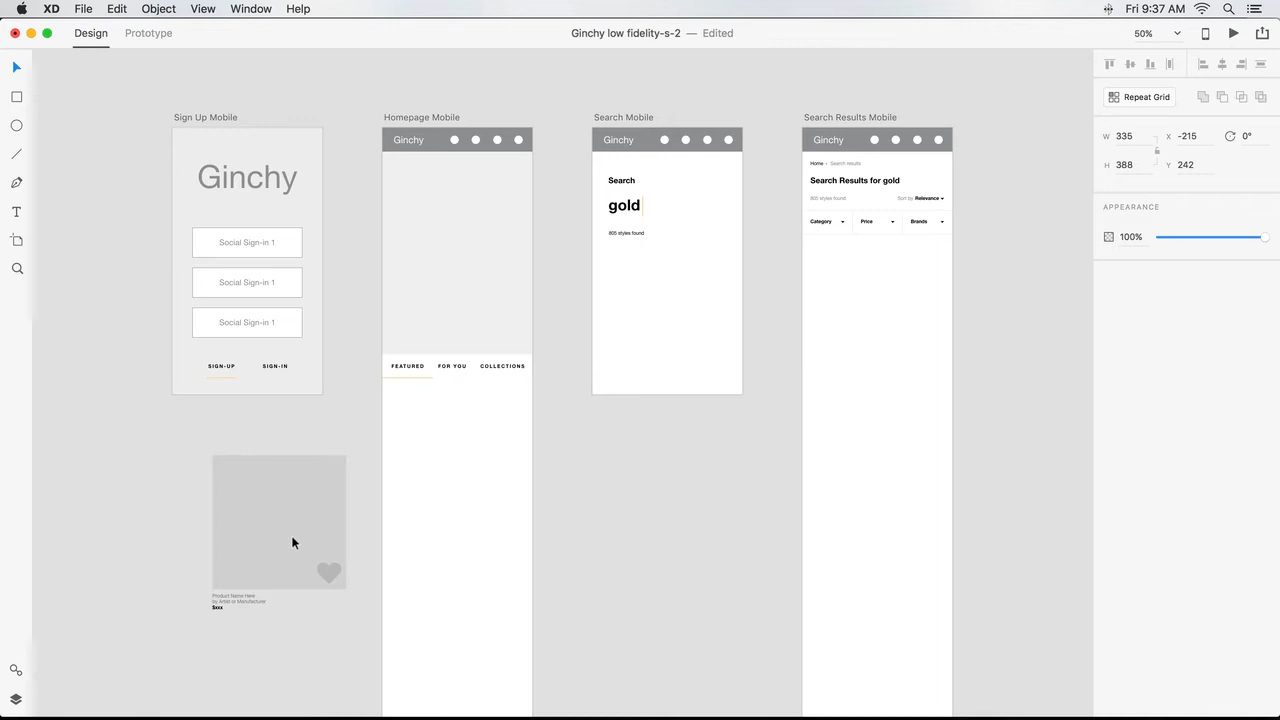 XD File Edit Object View Window Help
Fri 9:37 AM
Design Prototype
Ginchy low fidelity-s-2 — Edited
50%
Repeat Grid
W 335 X -215 0°
H 388 Y 242
APPEARANCE
100%
Sign Up Mobile
Ginchy
Social Sign-in 1
Social Sign-in 1
Social Sign-in 1
SIGN-UP SIGN-IN
Product Name Here
by Artist or Manufacturer
$xxx
Homepage Mobile
Ginchy
FEATURED FOR YOU COLLECTIONS
Search Mobile
Ginchy
Search
gold
805 styles found
Search Results Mobile
Ginchy
Home › Search results
Search Results for gold
805 styles found Sort by Relevance
Category Price Brands